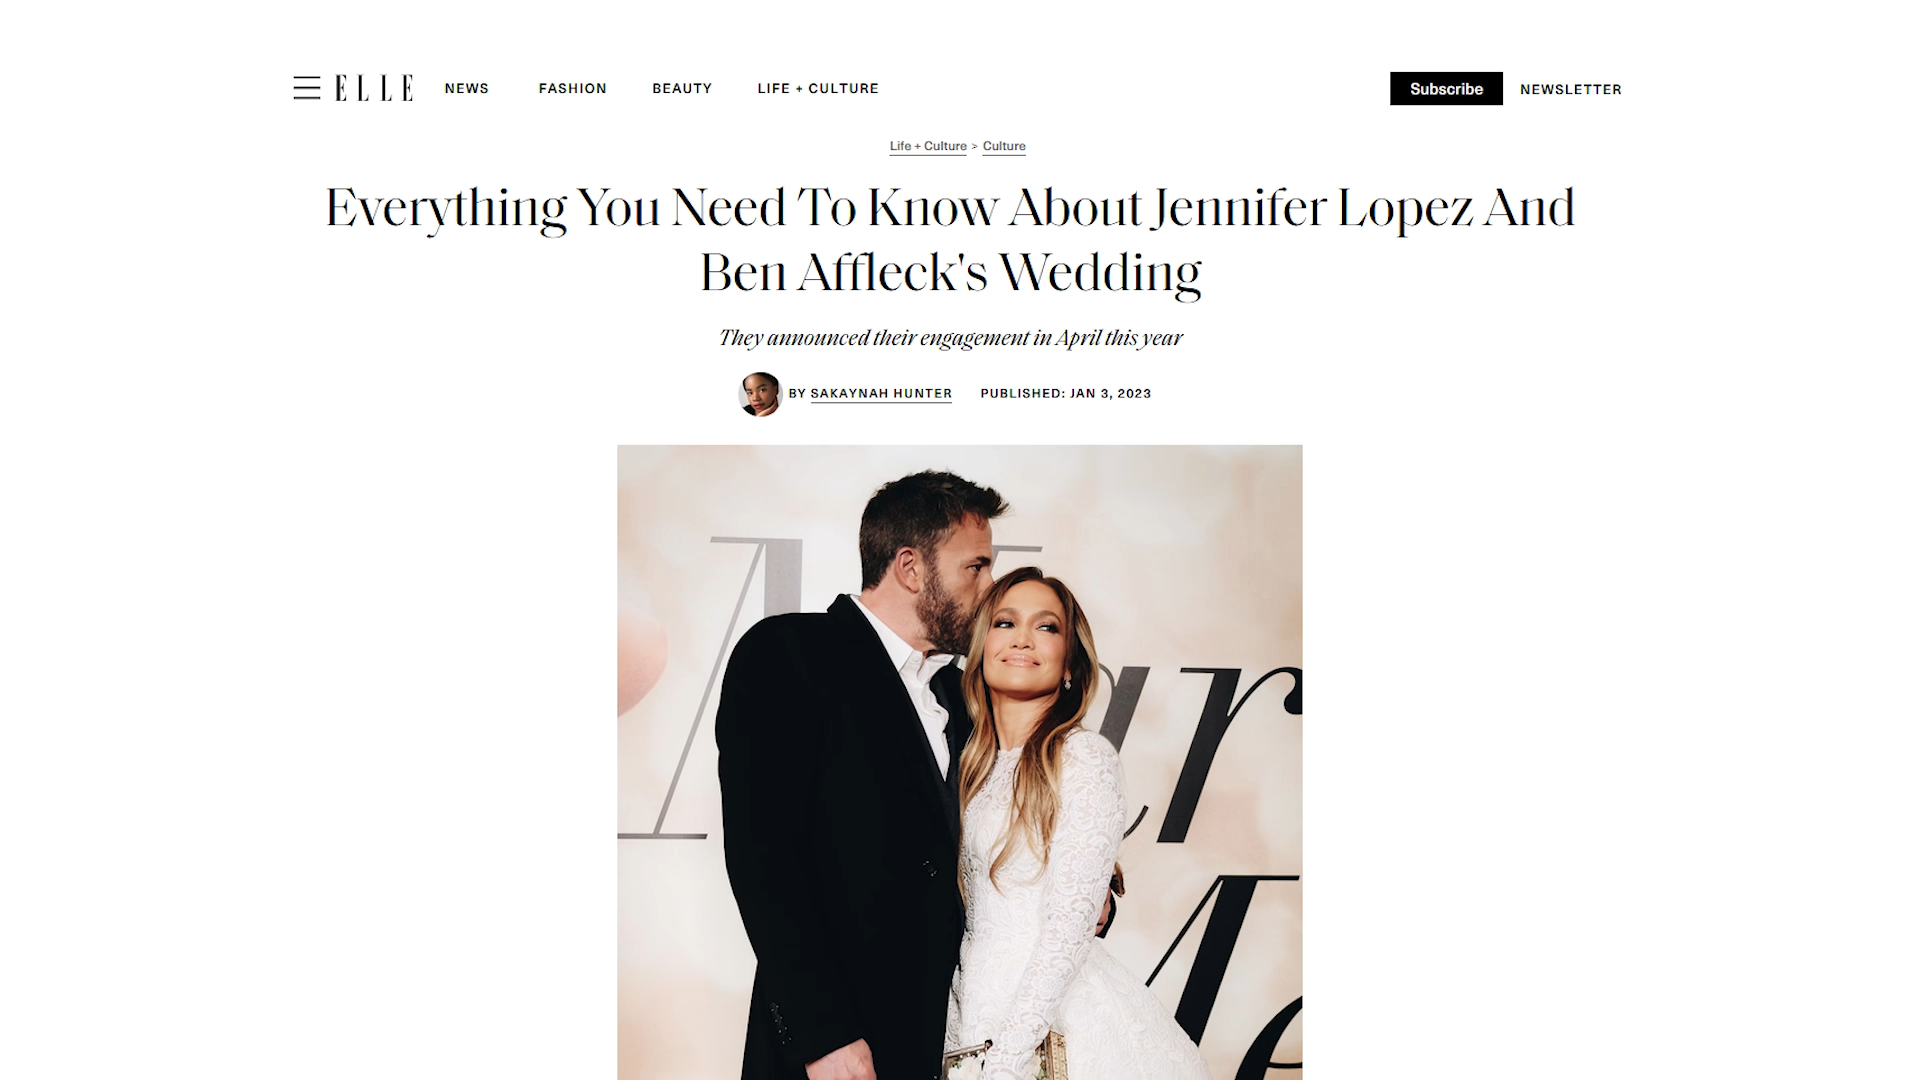 ELLE NEWS FASHION BEAUTY LIFE + CULTURE Subscribe NEWSLETTER
Life + Culture > Culture
Everything You Need To Know About Jennifer Lopez And
Ben Affleck's Wedding
They announced their engagement in April this year
BY SAKAYNAH HUNTER PUBLISHED: JAN 3, 2023
Mar
Me